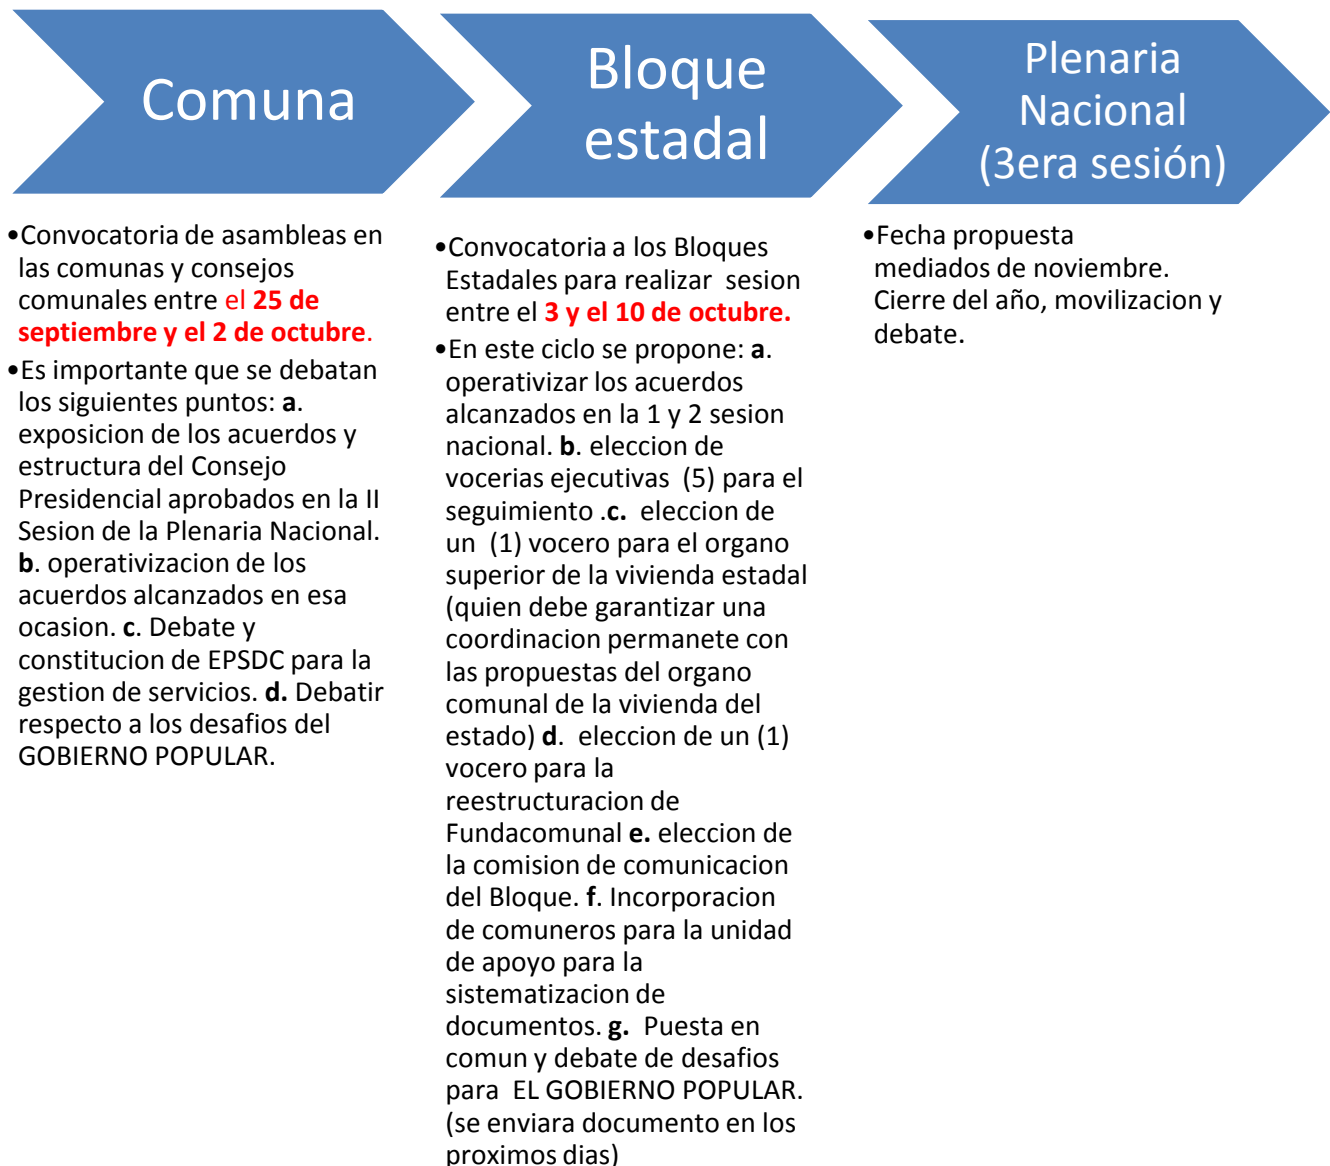 Comuna
•Convocatoria de asambleas en
las comunas y consejos
comunales entre el 25 de
septiembre y el 2 de octubre.
•Es importante que se debatan
los siguientes puntos: a.
exposicion de los acuerdos y
estructura del Consejo
Presidencial aprobados en la II
Sesion de la Plenaria Nacional.
b. operativizacion de los
acuerdos alcanzados en esa
ocasion. c. Debate y
constitucion de EPSDC para la
gestion de servicios. d. Debatir
respecto a los desafios del
GOBIERNO POPULAR.
Bloque
estadal
•Convocatoria a los Bloques
Estadales para realizar  sesion
entre el 3 y el 10 de octubre.
•En este ciclo se propone: a.
operativizar los acuerdos
alcanzados en la 1 y 2 sesion
nacional. b. eleccion de
vocerias ejecutivas  (5) para el
seguimiento .c.  eleccion de
un  (1) vocero para el organo
superior de la vivienda estadal
(quien debe garantizar una
coordinacion permanete con
las propuestas del organo
comunal de la vivienda del
estado) d.  eleccion de un (1)
vocero para la
reestructuracion de
Fundacomunal e. eleccion de
la comision de comunicacion
del Bloque. f. Incorporacion
de comuneros para la unidad
de apoyo para la
sistematizacion de
documentos. g.  Puesta en
comun y debate de desafios
para  EL GOBIERNO POPULAR.
(se enviara documento en los
proximos dias)
Plenaria
Nacional
(3era sesión)
•Fecha propuesta
mediados de noviembre.
Cierre del año, movilizacion y
debate.